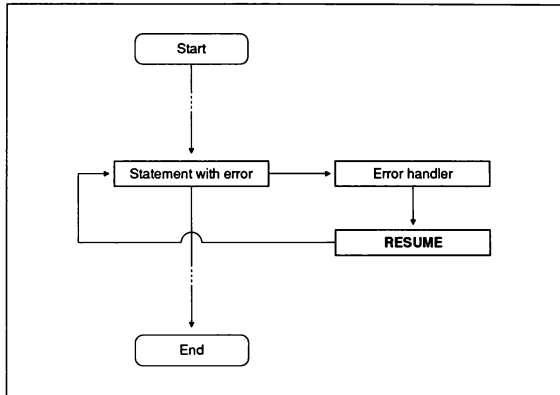 Start
Statement with error
Error handler
RESUME
End